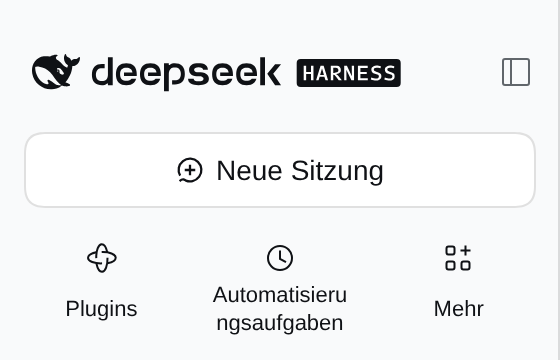 deepseek HARNESS
Neue Sitzung
Plugins
Automatisieru
ngsaufgaben
Mehr